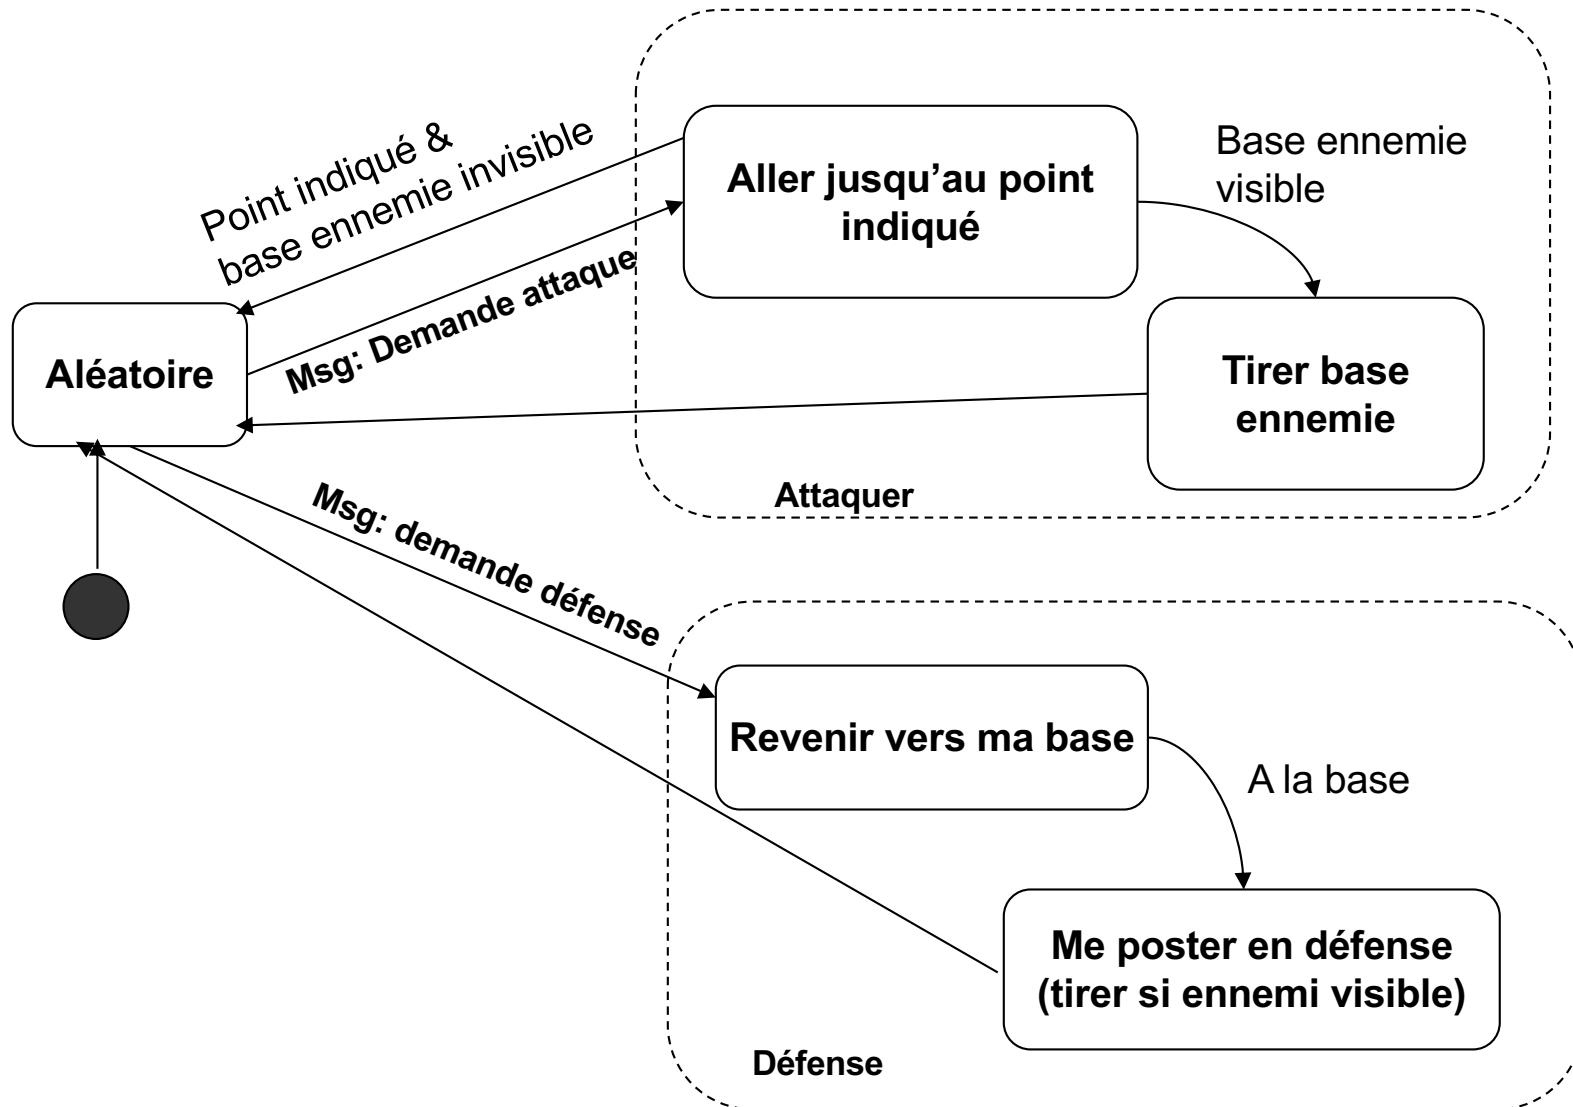 Point indiqué &
base ennemie invisible
Aller jusqu’au point
indiqué
Base ennemie
visible
Msg: Demande attaque
Aléatoire
Tirer base
ennemie
Attaquer
Msg: demande défense
Revenir vers ma base
A la base
Me poster en défense
(tirer si ennemi visible)
Défense